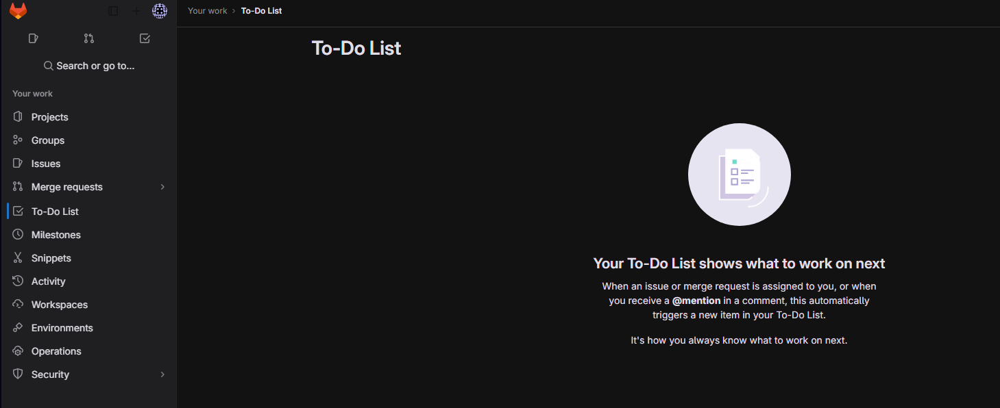 Your work › To-Do List
To-Do List
Search or go to...
Your work
Projects
Groups
Issues
Merge requests
To-Do List
Milestones
Snippets
Activity
Workspaces
Environments
Operations
Security
Your To-Do List shows what to work on next
When an issue or merge request is assigned to you, or when
you receive a @mention in a comment, this automatically
triggers a new item in your To-Do List.
It's how you always know what to work on next.